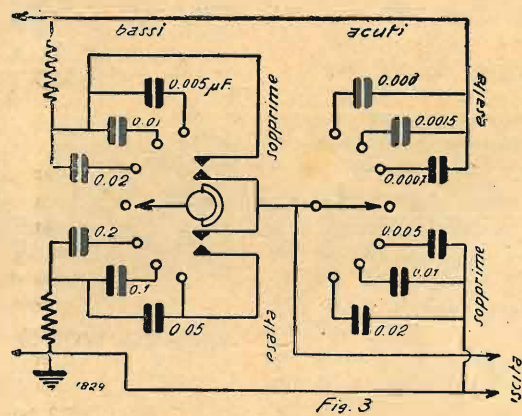 bassi
acuti
0.005 µF.
0.01
0.02
sopprime
0.008
0.0015
0.0007
esalta
0.2
0.1
0.05
esalta
0.005
0.01
0.02
sopprime
1829
Fig. 3
iscita